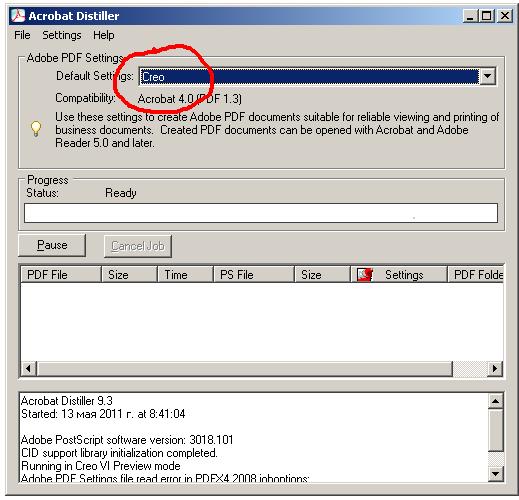 Acrobat Distiller
File Settings Help
Adobe PDF Settings
Default Settings: Creo
Compatibility: Acrobat 4.0 (PDF 1.3)
Use these settings to create Adobe PDF documents suitable for reliable viewing and printing of
business documents. Created PDF documents can be opened with Acrobat and Adobe
Reader 5.0 and later.
Progress
Status: Ready
Pause Cancel Job
PDF File Size Time PS File Size Settings PDF Folde
Acrobat Distiller 9.3
Started: 13 мая 2011 г. at 8:41:04
Adobe PostScript software version: 3018.101
CID support library initialization completed.
Running in Creo VI Preview mode
Adobe PDF Settings file read error in PDFX4 2008.joboptions: